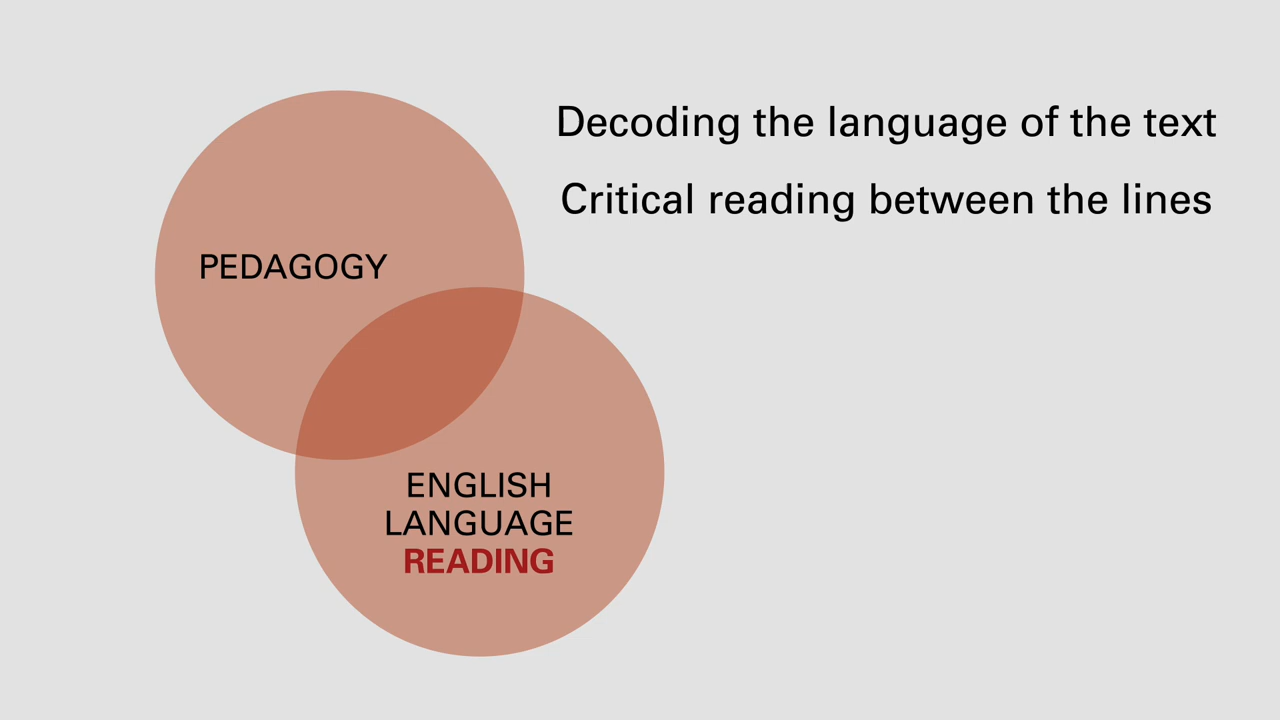 Decoding the language of the text
Critical reading between the lines
PEDAGOGY
ENGLISH
LANGUAGE
READING